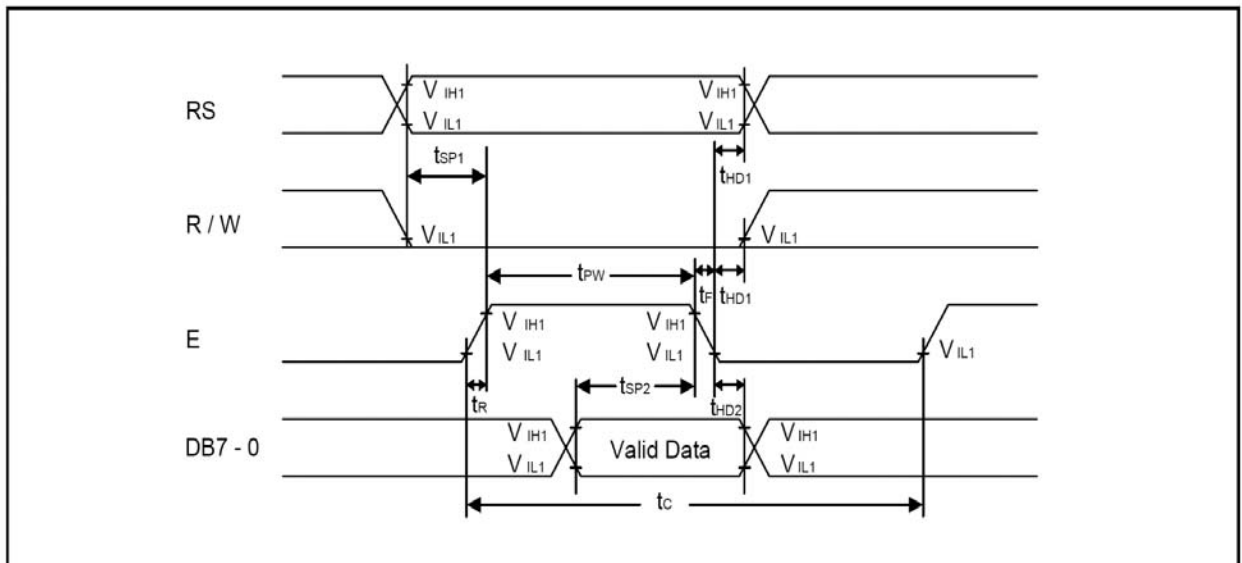 RS
V IH1
V IH1
V IL1
V IL1
tSP1
tHD1
R / W
VIL1
V IL1
tPW
tF
tHD1
E
V IH1
V IH1
V IL1
V IL1
V IL1
tSP2
tR
tHD2
DB7 - 0
V IH1
Valid Data
V IH1
V IL1
V IL1
tC